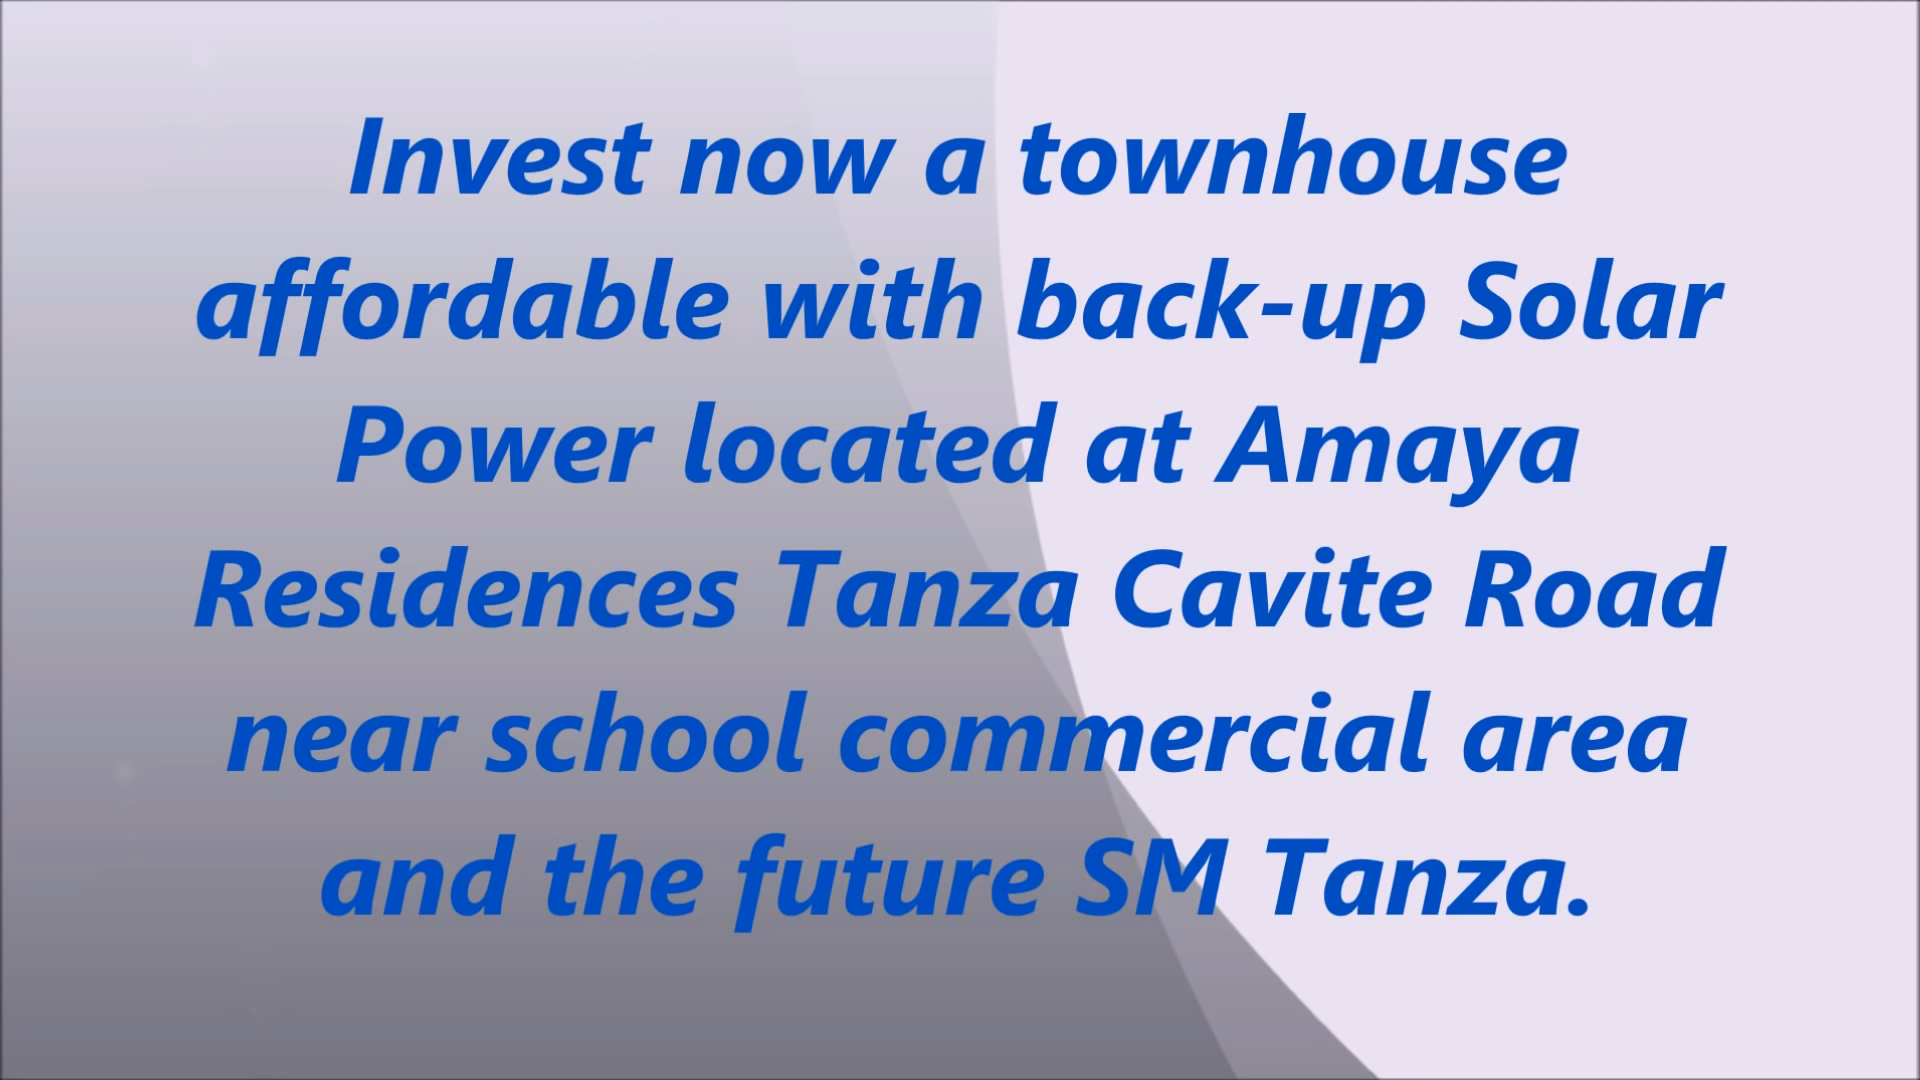 Invest now a townhouse
affordable with back-up Solar
Power located at Amaya
Residences Tanza Cavite Road
near school commercial area
and the future SM Tanza.